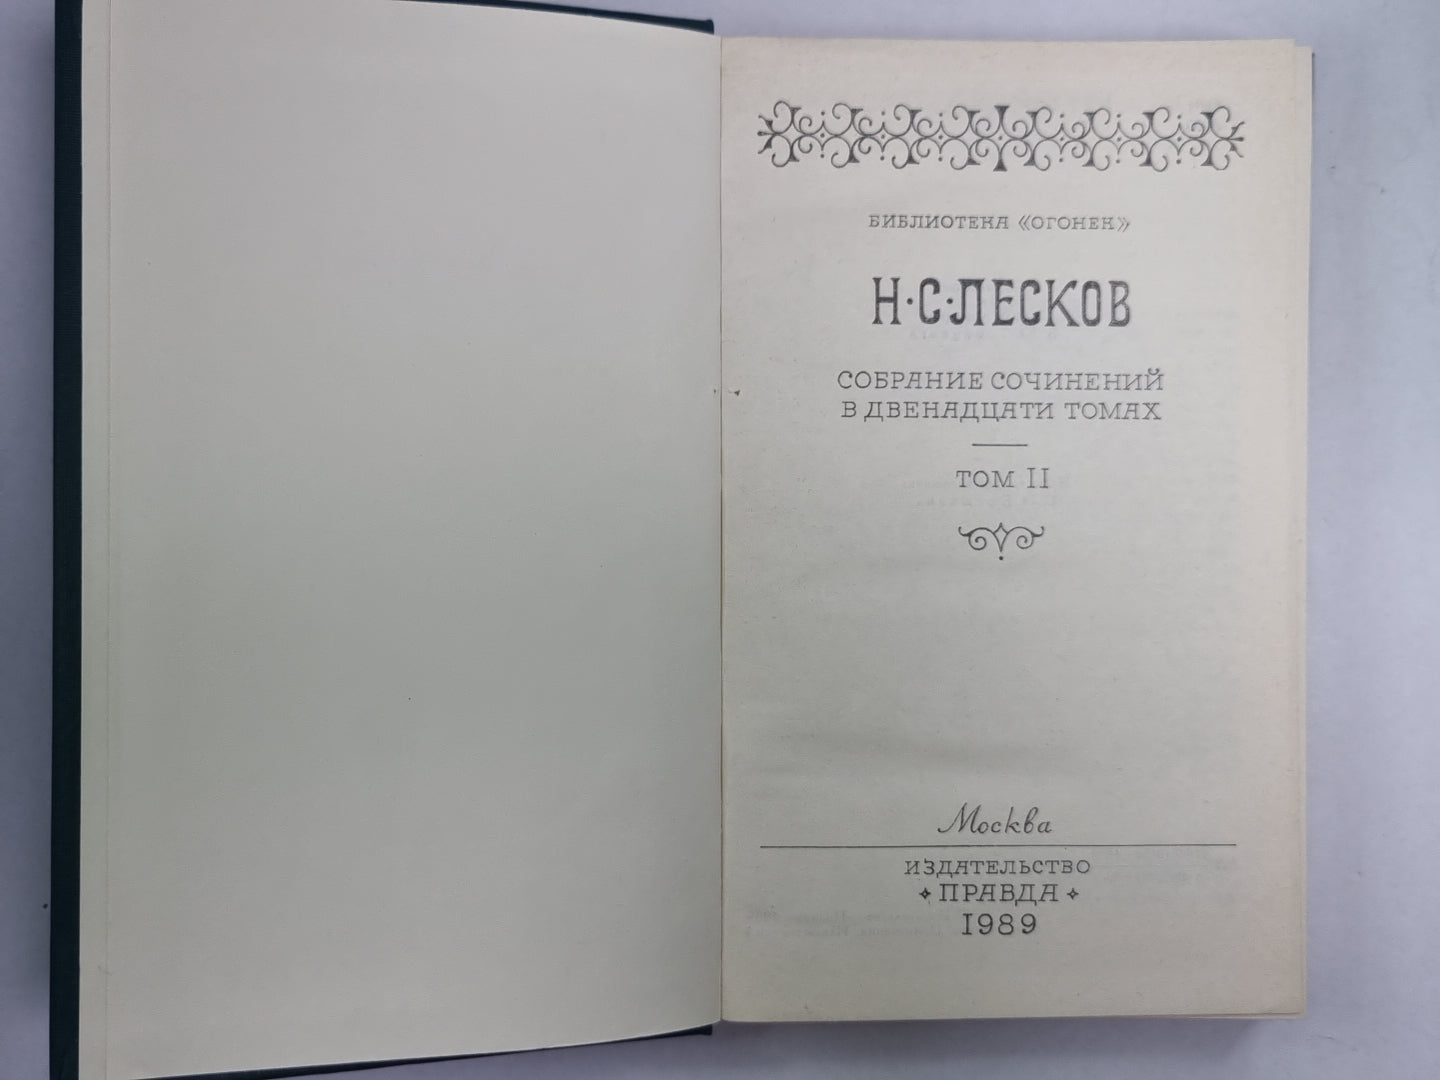 БИБЛИОТЕКА «ОГОНЕК»
Н·С·ЛЕСКОВ
СОБРАНИЕ СОЧИНЕНИЙ
В ДВЕНАДЦАТИ ТОМАХ
ТОМ II
Москва
ИЗДАТЕЛЬСТВО
ПРАВДА
1989